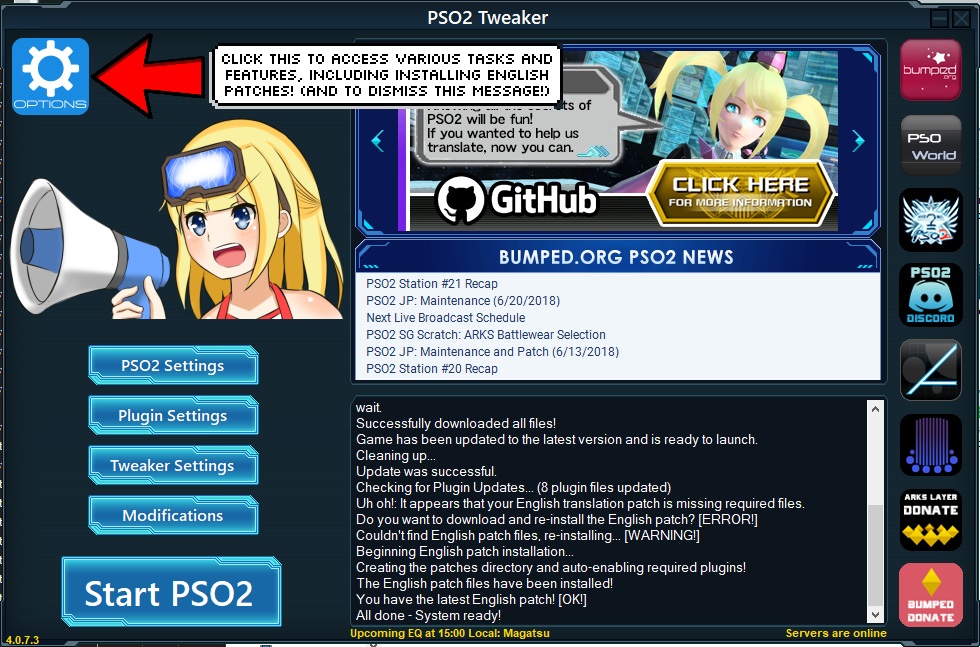 PSO2 Tweaker
OPTIONS
CLICK THIS TO ACCESS VARIOUS TASKS AND
FEATURES, INCLUDING INSTALLING ENGLISH
PATCHES! (AND TO DISMISS THIS MESSAGE!)
of
PSO2 will be fun!
If you wanted to help us
translate, now you can.
GitHub
CLICK HERE
FOR MORE INFORMATION
BUMPED.ORG PSO2 NEWS
PSO2 Station #21 Recap
PSO2 JP: Maintenance (6/20/2018)
Next Live Broadcast Schedule
PSO2 SG Scratch: ARKS Battlewear Selection
PSO2 JP: Maintenance and Patch (6/13/2018)
PSO2 Station #20 Recap
PSO2 Settings
Plugin Settings
Tweaker Settings
Modifications
Start PSO2
4.0.7.3
wait.
Successfully downloaded all files!
Game has been updated to the latest version and is ready to launch.
Cleaning up...
Update was successful.
Checking for Plugin Updates... (8 plugin files updated)
Uh oh!: It appears that your English translation patch is missing required files.
Do you want to download and re-install the English patch? [ERROR!]
Couldn't find English patch files, re-installing... [WARNING!]
Beginning English patch installation...
Creating the patches directory and auto-enabling required plugins!
The English patch files have been installed!
You have the latest English patch! [OK!]
All done - System ready!
Upcoming EQ at 15:00 Local: Magatsu
Servers are online
bumped
.org
PSO
World
?
PSO2
PSO2
DISCORD
ARKS LAYER
DONATE
BUMPED
DONATE